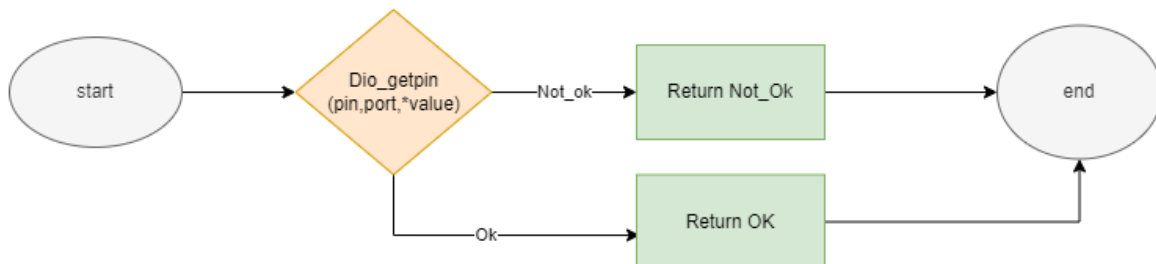 start
Dio_getpin
(pin,port,*value)
Not_ok
Return Not_Ok
end
Ok
Return OK